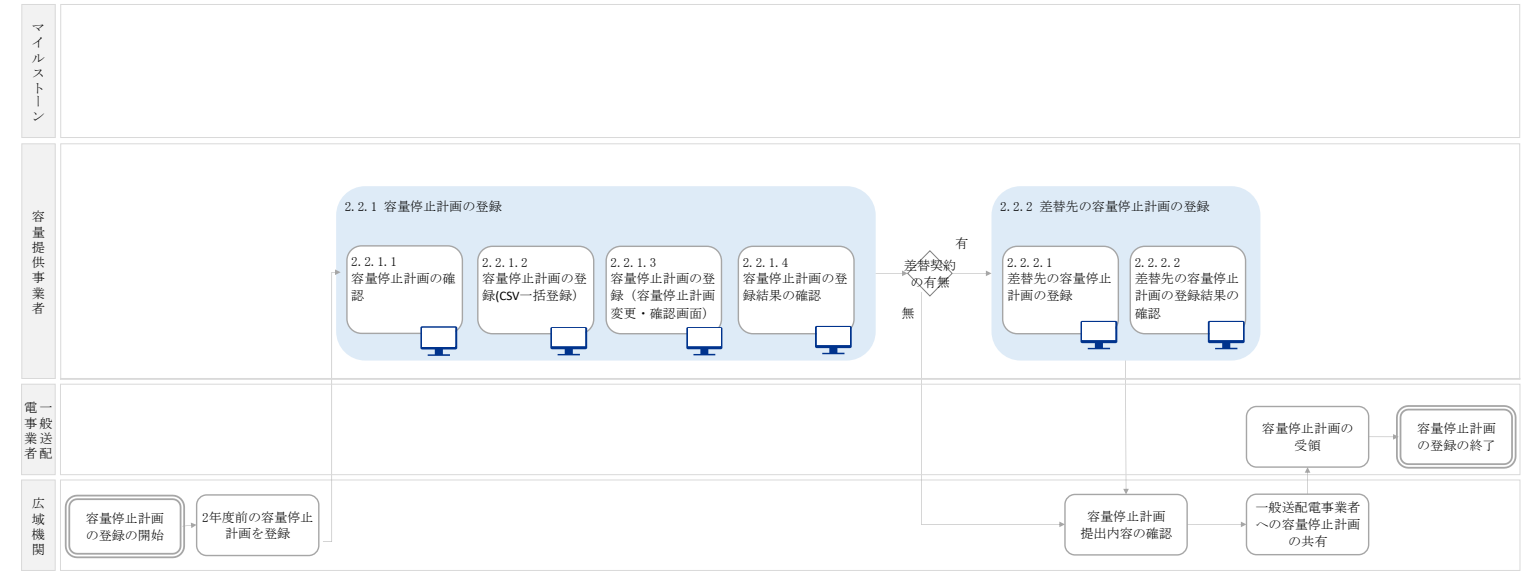 マイルストーン
容量提供事業者
2.2.1 容量停止計画の登録
2.2.1.1
容量停止計画の確
認
2.2.1.2
容量停止計画の登
録(CSV一括登録)
2.2.1.3
容量停止計画の登
録（容量停止計画
変更・確認画面）
2.2.1.4
容量停止計画の登
録結果の確認
差替契約
の有無
有
無
2.2.2 差替先の容量停止計画の登録
2.2.2.1
差替先の容量停止
計画の登録
2.2.2.2
差替先の容量停止
計画の登録結果の
確認
一般送配
電事業者
容量停止計画の
受領
容量停止計画
の登録の終了
広域機関
容量停止計画
の登録の開始
2年度前の容量停止
計画を登録
容量停止計画
提出内容の確認
一般送配電事業者
への容量停止計画
の共有